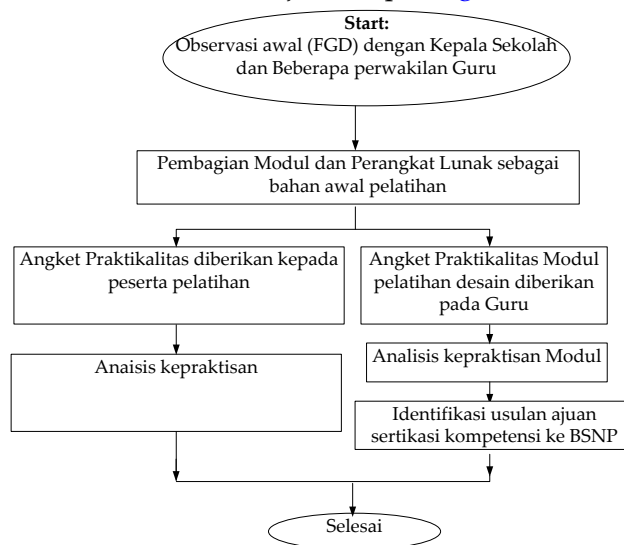 Start:
Observasi awal (FGD) dengan Kepala Sekolah
dan Beberapa perwakilan Guru
Pembagian Modul dan Perangkat Lunak sebagai
bahan awal pelatihan
Angket Praktikalitas diberikan kepada
peserta pelatihan
Angket Praktikalitas Modul
pelatihan desain diberikan
pada Guru
Anaisis kepraktisan
Analisis kepraktisan Modul
Identifikasi usulan ajuan
sertikasi kompetensi ke BSNP
Selesai